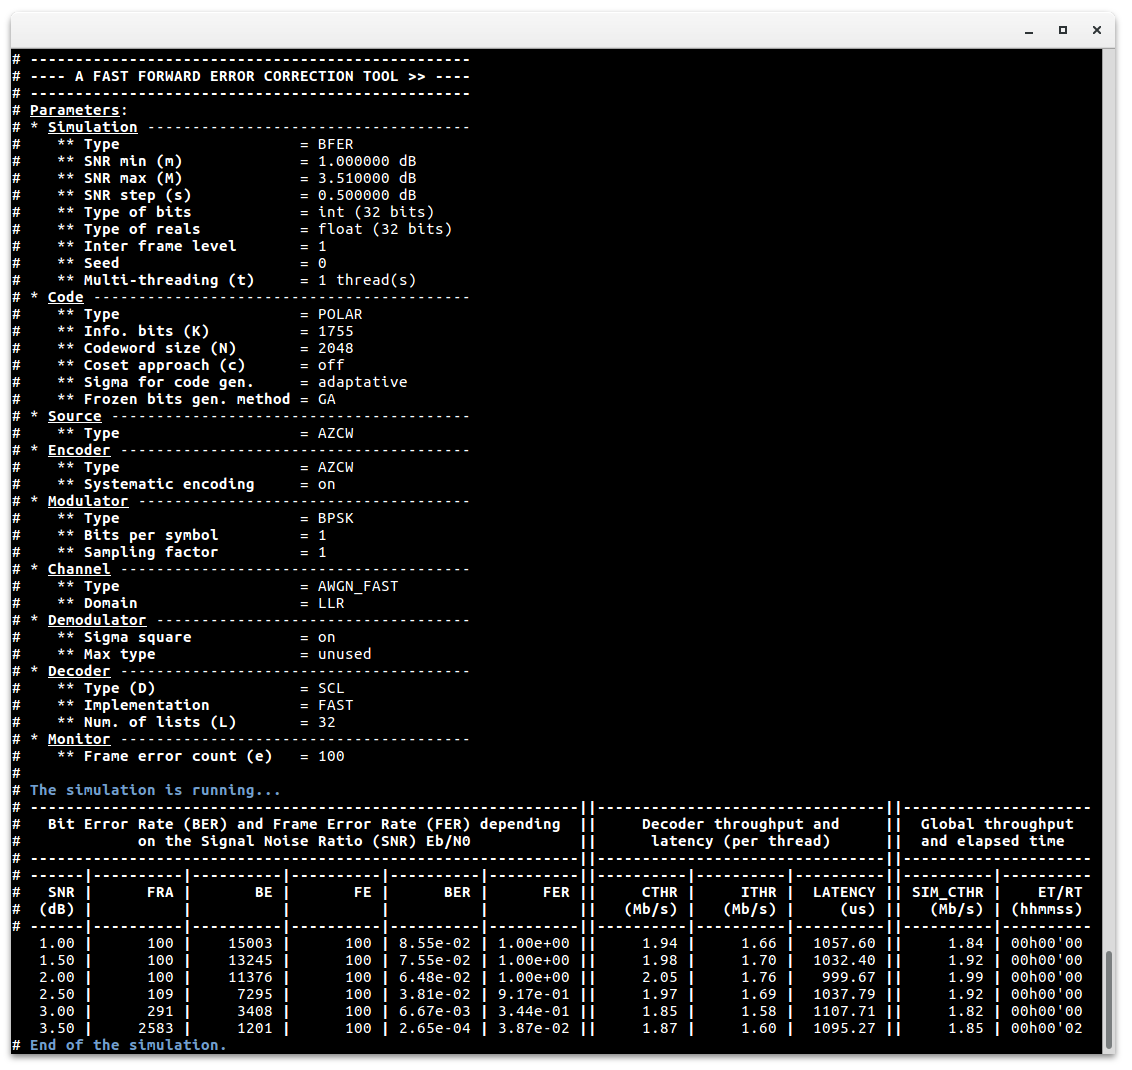 # -------------------------------------------------
# ---- A FAST FORWARD ERROR CORRECTION TOOL >> ----
# -------------------------------------------------
# Parameters:
# * Simulation ------------------------------------
#    ** Type                    = BFER
#    ** SNR min (m)             = 1.000000 dB
#    ** SNR max (M)             = 3.510000 dB
#    ** SNR step (s)            = 0.500000 dB
#    ** Type of bits            = int (32 bits)
#    ** Type of reals           = float (32 bits)
#    ** Inter frame level       = 1
#    ** Seed                    = 0
#    ** Multi-threading (t)     = 1 thread(s)
# * Code ------------------------------------------
#    ** Type                    = POLAR
#    ** Info. bits (K)          = 1755
#    ** Codeword size (N)       = 2048
#    ** Coset approach (c)      = off
#    ** Sigma for code gen.     = adaptative
#    ** Frozen bits gen. method = GA
# * Source ----------------------------------------
#    ** Type                    = AZCW
# * Encoder ---------------------------------------
#    ** Type                    = AZCW
#    ** Systematic encoding     = on
# * Modulator -------------------------------------
#    ** Type                    = BPSK
#    ** Bits per symbol         = 1
#    ** Sampling factor         = 1
# * Channel ---------------------------------------
#    ** Type                    = AWGN_FAST
#    ** Domain                  = LLR
# * Demodulator -----------------------------------
#    ** Sigma square            = on
#    ** Max type                = unused
# * Decoder ---------------------------------------
#    ** Type (D)                = SCL
#    ** Implementation          = FAST
#    ** Num. of lists (L)       = 32
# * Monitor ---------------------------------------
#    ** Frame error count (e)   = 100
#
# The simulation is running...
# -------------------------------------------------------------||--------------------------------||---------------------
#   Bit Error Rate (BER) and Frame Error Rate (FER) depending  ||     Decoder throughput and     ||  Global throughput
#             on the Signal Noise Ratio (SNR) Eb/N0            ||      latency (per thread)      ||  and elapsed time
# -------------------------------------------------------------||--------------------------------||---------------------
# ------|----------|----------|----------|----------|----------||----------|----------|----------||----------|----------
#   SNR |      FRA |       BE |       FE |      BER |      FER ||     CTHR |     ITHR |  LATENCY || SIM_CTHR |    ET/RT
#  (dB) |          |          |          |          |          ||   (Mb/s) |   (Mb/s) |     (us) ||   (Mb/s) | (hhmmss)
# ------|----------|----------|----------|----------|----------||----------|----------|----------||----------|----------
   1.00 |      100 |    15003 |      100 | 8.55e-02 | 1.00e+00 ||     1.94 |     1.66 |  1057.60 ||     1.84 | 00h00'00
   1.50 |      100 |    13245 |      100 | 7.55e-02 | 1.00e+00 ||     1.98 |     1.70 |  1032.40 ||     1.92 | 00h00'00
   2.00 |      100 |    11376 |      100 | 6.48e-02 | 1.00e+00 ||     2.05 |     1.76 |   999.67 ||     1.99 | 00h00'00
   2.50 |      109 |     7295 |      100 | 3.81e-02 | 9.17e-01 ||     1.97 |     1.69 |  1037.79 ||     1.92 | 00h00'00
   3.00 |      291 |     3408 |      100 | 6.67e-03 | 3.44e-01 ||     1.85 |     1.58 |  1107.71 ||     1.82 | 00h00'00
   3.50 |     2583 |     1201 |      100 | 2.65e-04 | 3.87e-02 ||     1.87 |     1.60 |  1095.27 ||     1.85 | 00h00'02
# End of the simulation.